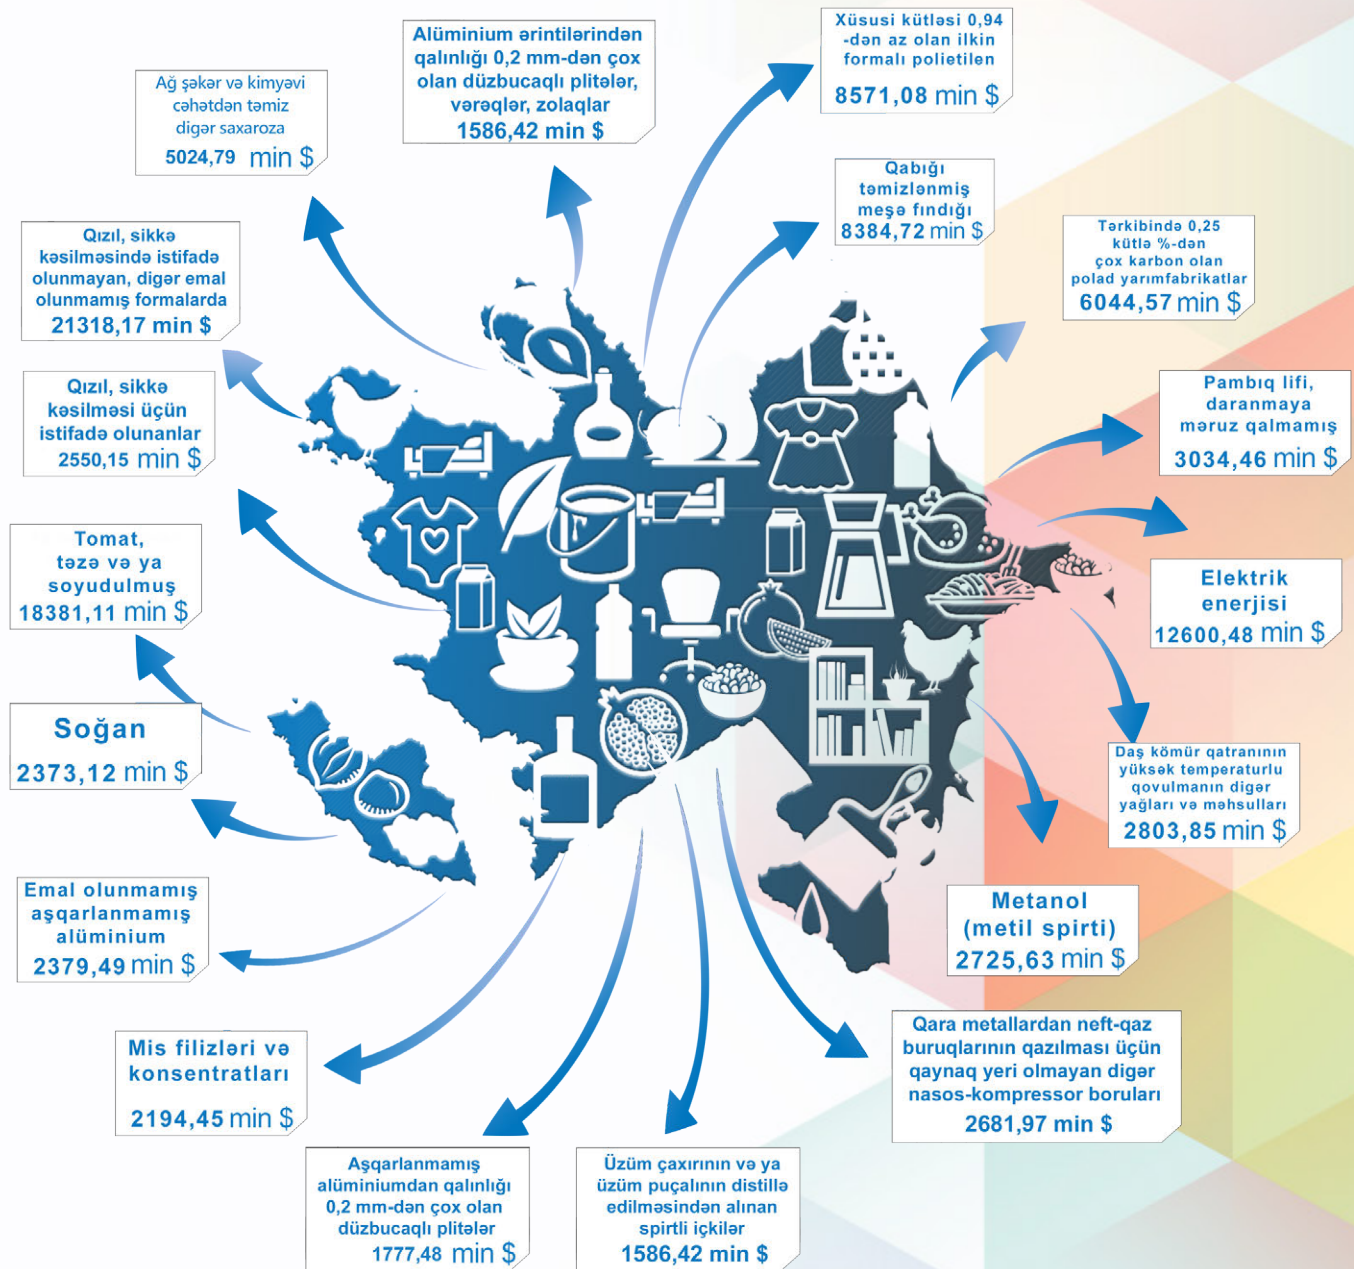 Alüminium ərintilərindən
qalınlığı 0,2 mm-dən çox
olan düzbucaqlı plitələr,
vərəqlər, zolaqlar
1586,42 min $
Xüsusi kütləsi 0,94
-dən az olan ilkin
formalı polietilen
8571,08 min $
Ağ şəkər və kimyəvi
cəhətdən təmiz
digər saxaroza
5024,79 min $
Qabığı
təmizlənmiş
meşə fındığı
8384,72 min $
Qızıl, sikkə
kəsilməsində istifadə
olunmayan, digər emal
olunmamış formalarda
21318,17 min $
Tərkibində 0,25
kütlə %-dən
çox karbon olan
polad yarımfabrikatlar
6044,57 min $
Qızıl, sikkə
kəsilməsi üçün
istifadə olunanlar
2550,15 min $
Pambıq lifi,
daranmaya
məruz qalmamış
3034,46 min $
Tomat,
təzə və ya
soyudulmuş
18381,11 min $
Elektrik
enerjisi
12600,48 min $
Soğan
2373,12 min $
Daş kömür qatranının
yüksək temperaturlu
qovulmanın digər
yağları və məhsulları
2803,85 min $
Emal olunmamış
aşqarlanmamış
alüminium
2379,49 min $
Metanol
(metil spirti)
2725,63 min $
Mis filizləri və
konsentratları
2194,45 min $
Qara metallardan neft-qaz
buruqlarının qazılması üçün
qaynaq yeri olmayan digər
nasos-kompressor boruları
2681,97 min $
Aşqarlanmamış
alüminiumdan qalınlığı
0,2 mm-dən çox olan
düzbucaqlı plitələr
1777,48 min $
Üzüm çaxırının və ya
üzüm puçalının distillə
edilməsindən alınan
spirtli içkilər
1586,42 min $